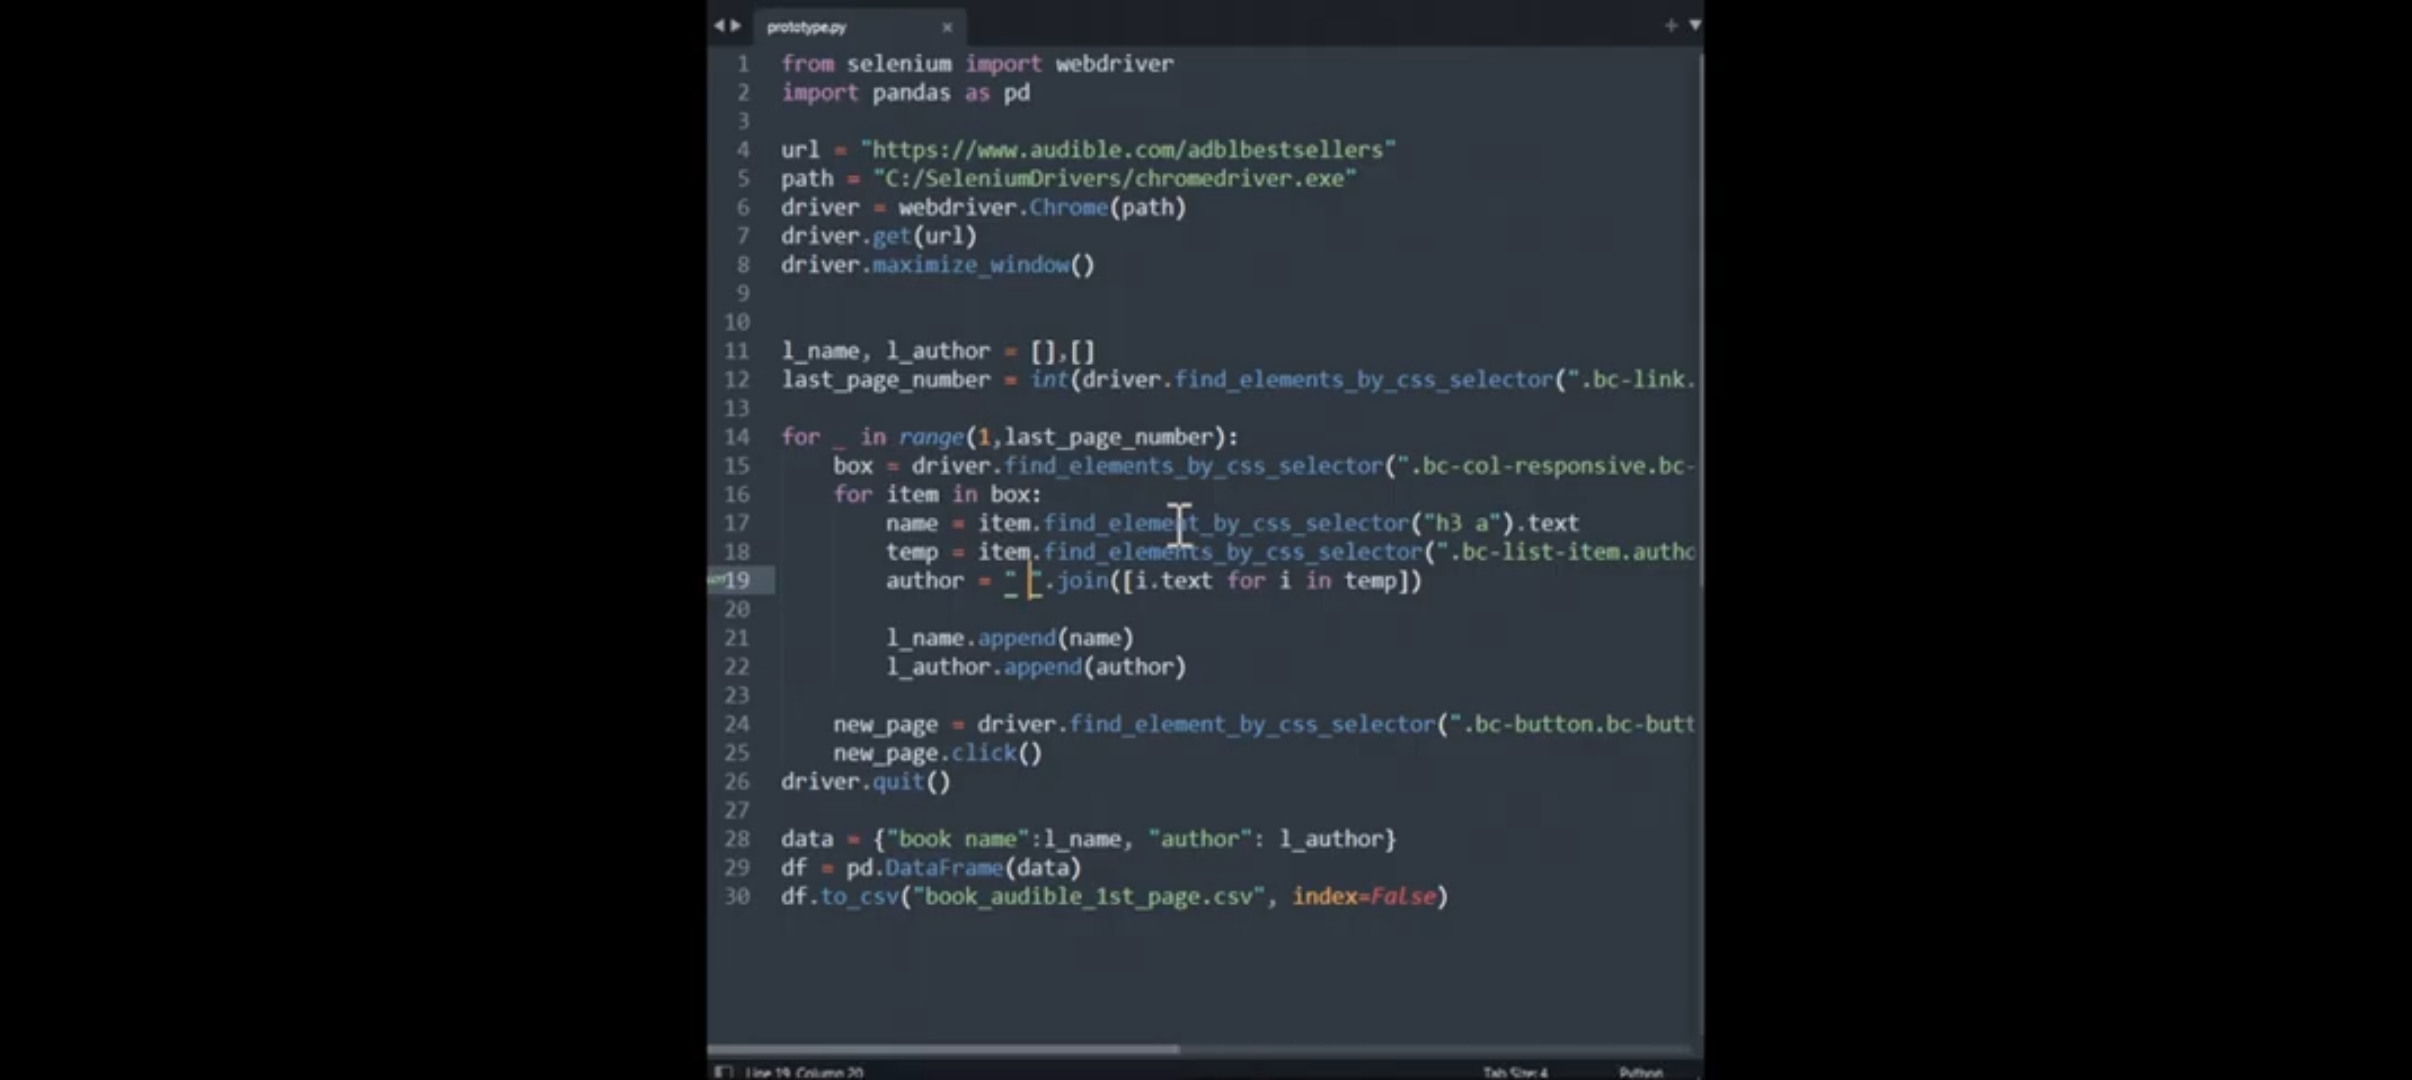 prototype.py
1 from selenium import webdriver
2 import pandas as pd
3
4 url = "https://www.audible.com/adblbestsellers"
5 path = "C:/SeleniumDrivers/chromedriver.exe"
6 driver = webdriver.Chrome(path)
7 driver.get(url)
8 driver.maximize_window()
9
10
11 l_name, l_author = [],[]
12 last_page_number = int(driver.find_elements_by_css_selector(".bc-link.
13
14 for _ in range(1,last_page_number):
15     box = driver.find_elements_by_css_selector(".bc-col-responsive.bc-
16     for item in box:
17         name = item.find_element_by_css_selector("h3 a").text
18         temp = item.find_elements_by_css_selector(".bc-list-item.autho
19         author = " ".join([i.text for i in temp])
20
21         l_name.append(name)
22         l_author.append(author)
23
24     new_page = driver.find_element_by_css_selector(".bc-button.bc-butt
25     new_page.click()
26 driver.quit()
27
28 data = {"book name":l_name, "author": l_author}
29 df = pd.DataFrame(data)
30 df.to_csv("book_audible_1st_page.csv", index=False)
Line 19, Column 20 Tab Size: 4 Python